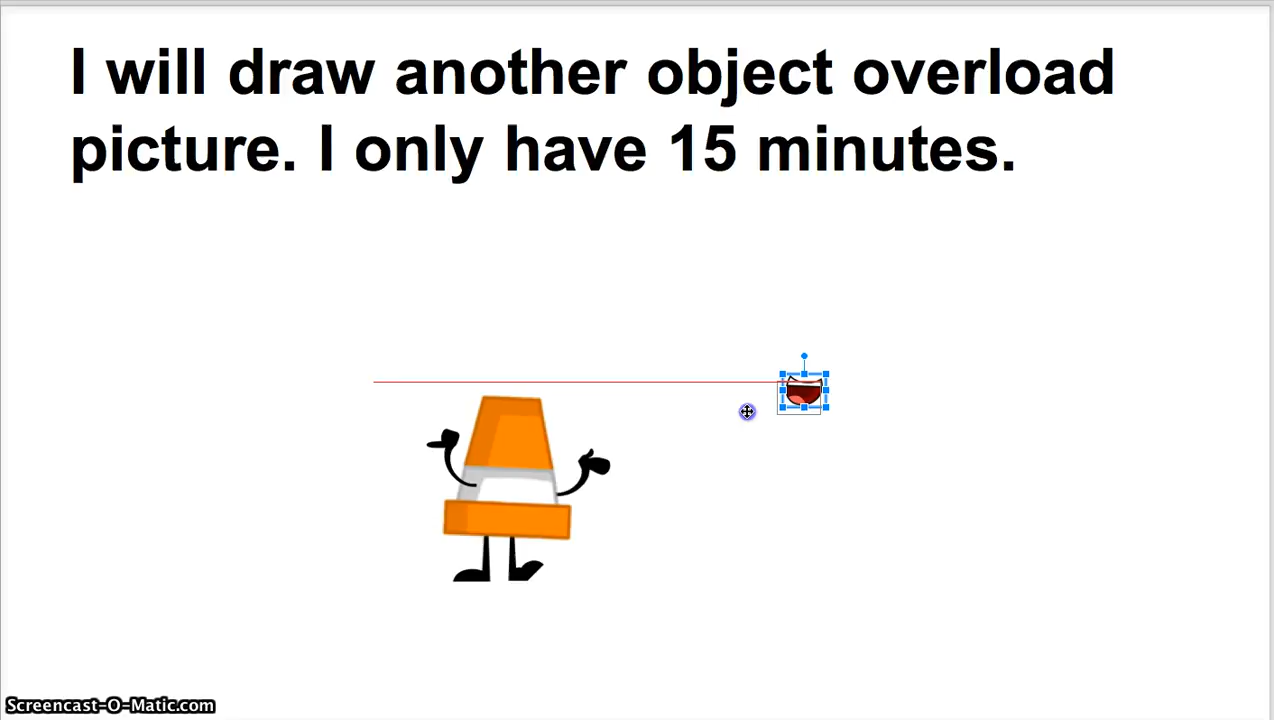 I will draw another object overload
picture. I only have 15 minutes.
Screencast-O-Matic.com